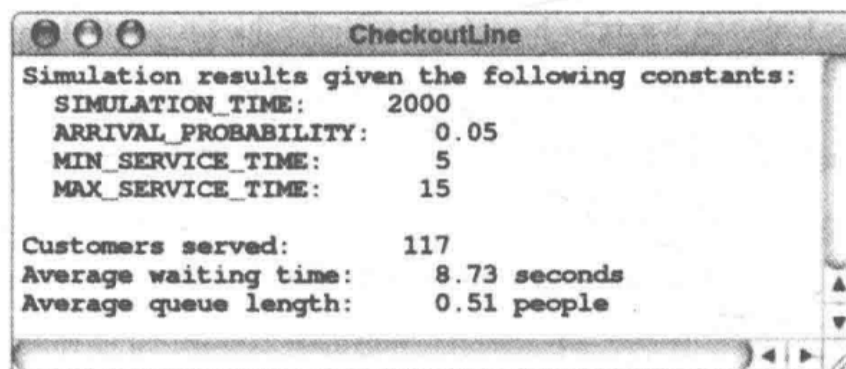 CheckoutLine
Simulation results given the following constants:
SIMULATION_TIME: 2000
ARRIVAL_PROBABILITY: 0.05
MIN_SERVICE_TIME: 5
MAX_SERVICE_TIME: 15
Customers served: 117
Average waiting time: 8.73 seconds
Average queue length: 0.51 people